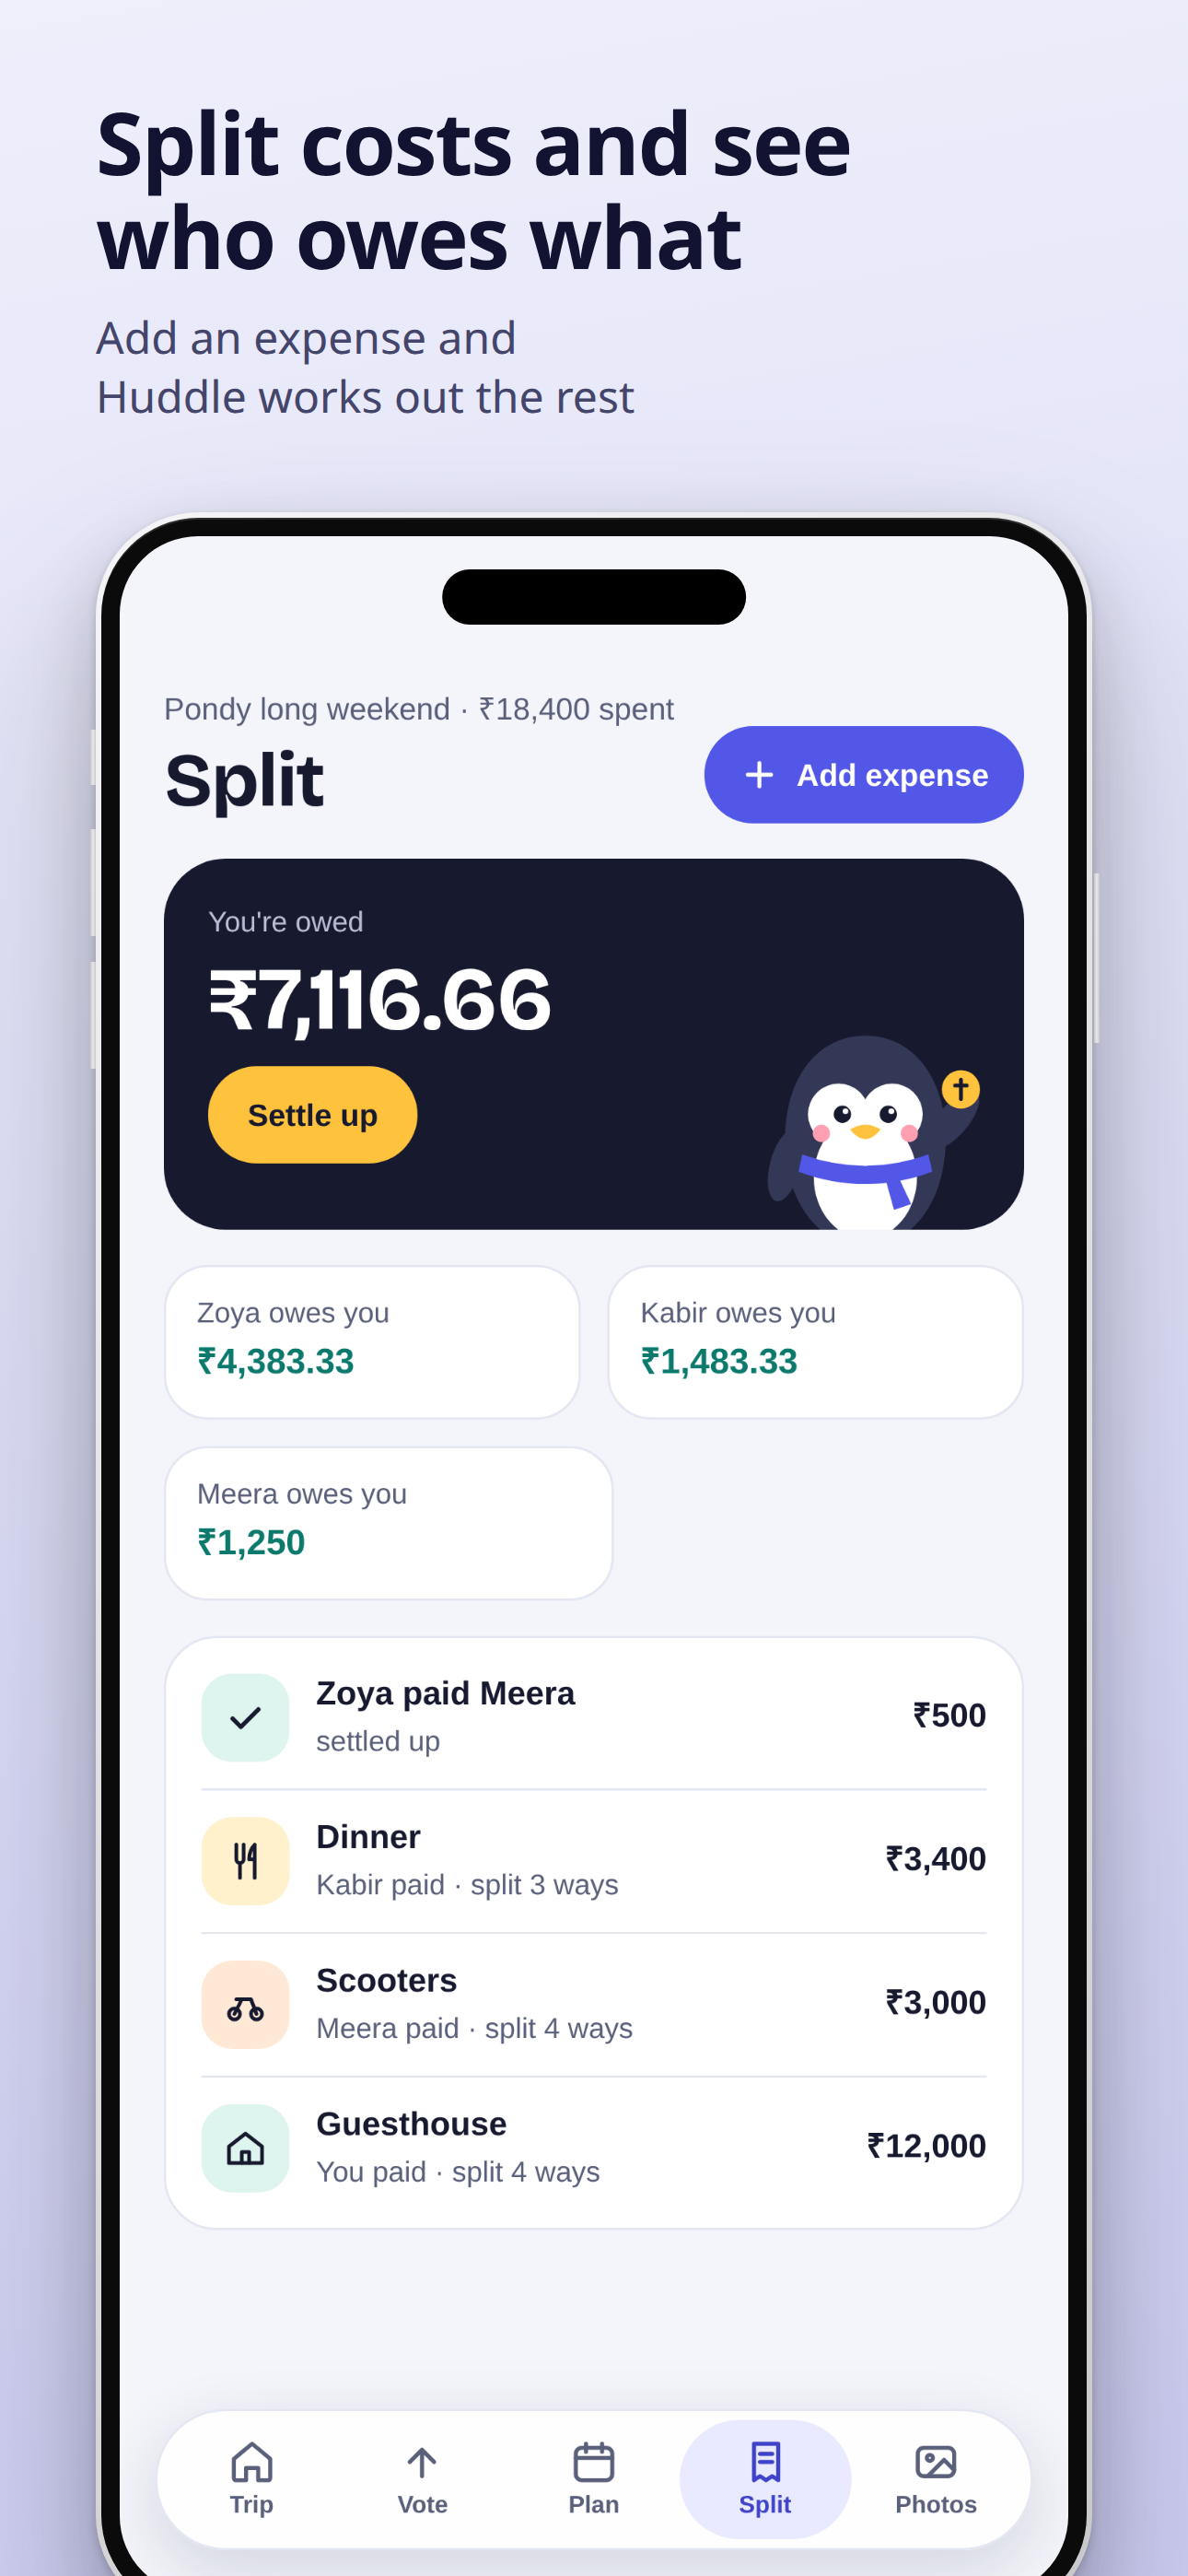 Split costs and see
who owes what
Add an expense and
Huddle works out the rest
Pondy long weekend · ₹18,400 spent
Split
Add expense
You're owed
₹7,116.66
Settle up
Zoya owes you
₹4,383.33
Kabir owes you
₹1,483.33
Meera owes you
₹1,250
Zoya paid Meera
₹500
settled up
Dinner
₹3,400
Kabir paid · split 3 ways
Scooters
₹3,000
Meera paid · split 4 ways
Guesthouse
₹12,000
You paid · split 4 ways
Trip
Vote
Plan
Split
Photos